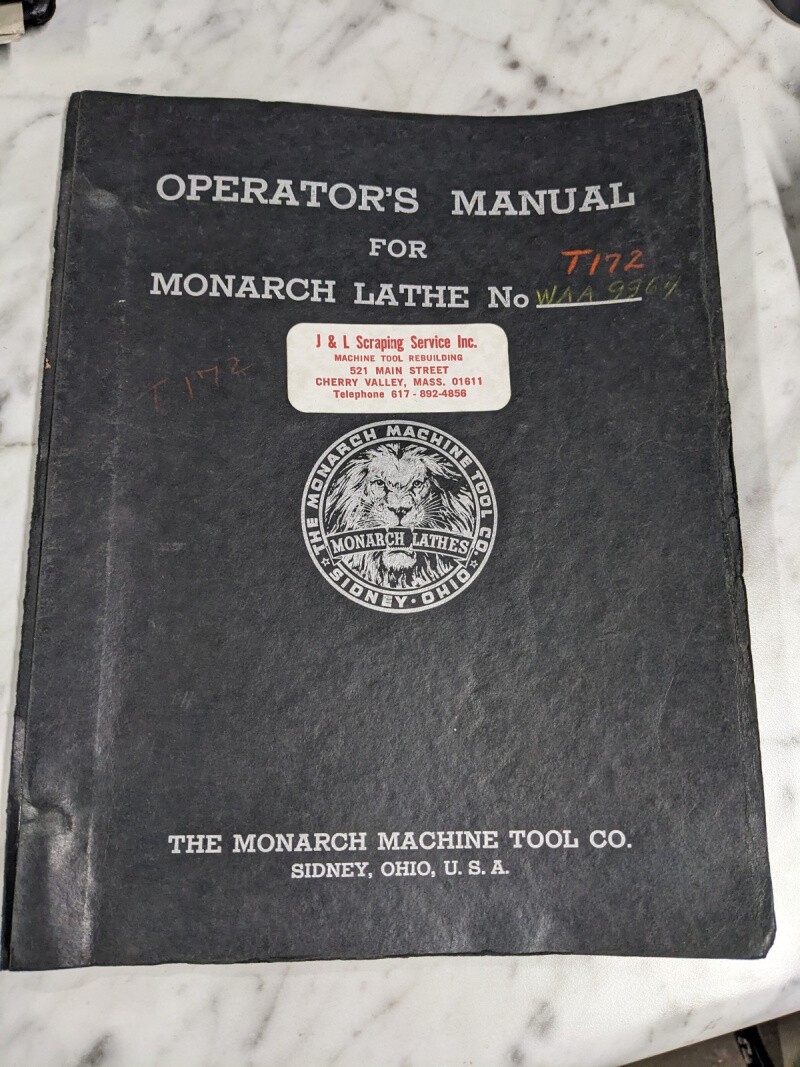 OPERATOR'S MANUAL
FOR
T172
MONARCH LATHE No WAA 9964
J & L Scraping Service Inc.
MACHINE TOOL REBUILDING
521 MAIN STREET
CHERRY VALLEY, MASS. 01611
Telephone 617-892-4856
T172
THE MONARCH MACHINE TOOL CO.
MONARCH LATHES
SIDNEY · OHIO
THE MONARCH MACHINE TOOL CO.
SIDNEY, OHIO, U. S. A.